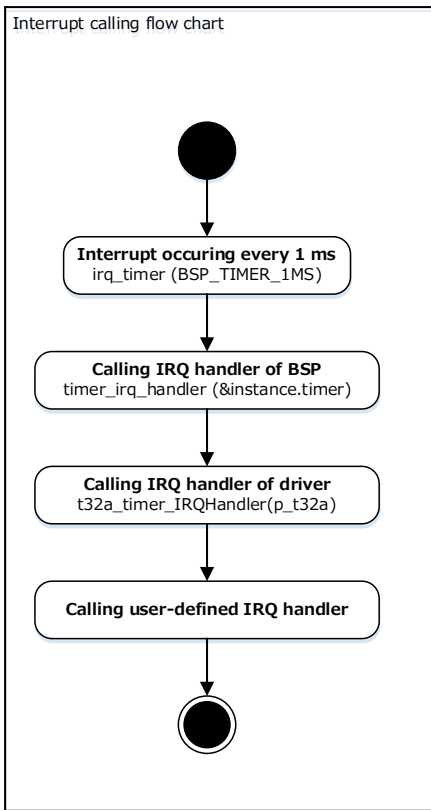 Interrupt calling flow chart
Interrupt occuring every 1 ms
irq_timer (BSP_TIMER_1MS)
Calling IRQ handler of BSP
timer_irq_handler (&instance.timer)
Calling IRQ handler of driver
t32a_timer_IRQHandler(p_t32a)
Calling user-defined IRQ handler